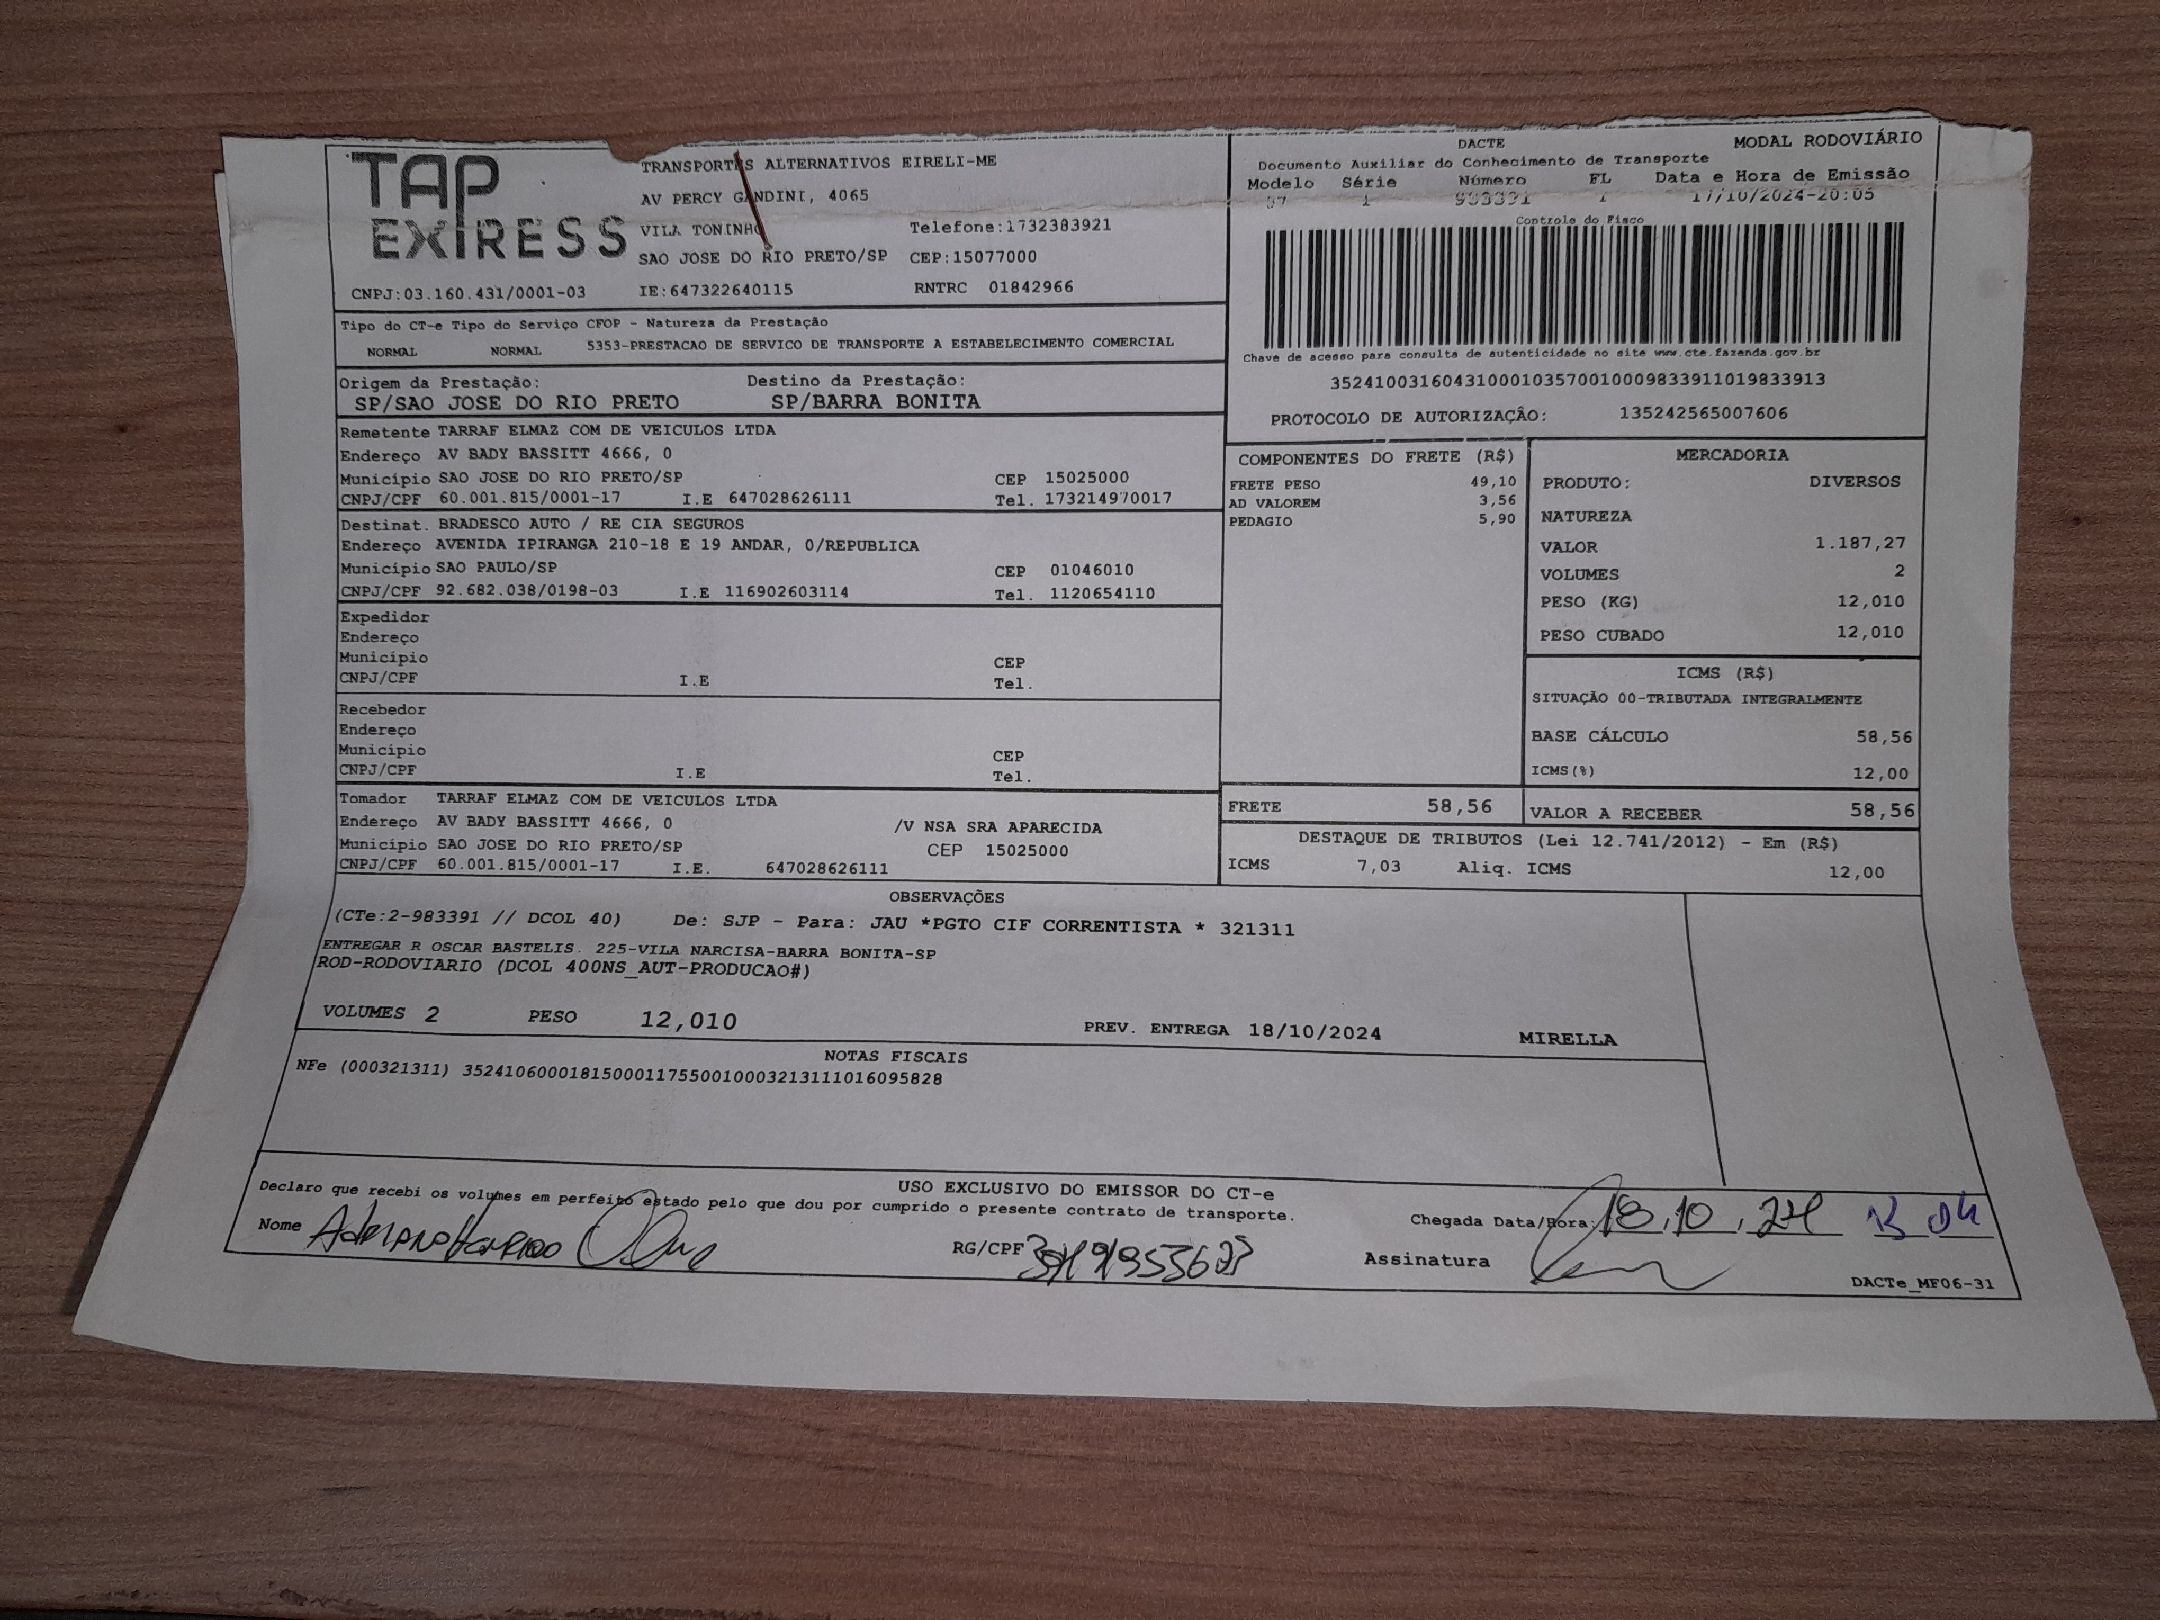 TAP
EXPRESS
TRANSPORTES ALTERNATIVOS EIRELI-ME
AV PERCY GANDINI, 4065
VILA TONINHO Telefone:1732383921
SAO JOSE DO RIO PRETO/SP CEP:15077000
CNPJ:03.160.431/0001-03 IE:647322640115 RNTRC 01842966
DACTE MODAL RODOVIÁRIO
Documento Auxiliar do Conhecimento de Transporte
Modelo Série Número FL Data e Hora de Emissão
57 1 983391 1 17/10/2024-20:05
Controle do Fisco
Chave de acesso para consulta de autenticidade no site www.cte.fazenda.gov.br
35241003160431000103570010009833911019833913
PROTOCOLO DE AUTORIZAÇÃO: 135242565007606
Tipo do CT-e Tipo do Serviço CFOP - Natureza da Prestação
NORMAL NORMAL 5353-PRESTACAO DE SERVICO DE TRANSPORTE A ESTABELECIMENTO COMERCIAL
Origem da Prestação: Destino da Prestação:
SP/SAO JOSE DO RIO PRETO SP/BARRA BONITA
Remetente TARRAF ELMAZ COM DE VEICULOS LTDA
Endereço AV BADY BASSITT 4666, 0
Município SAO JOSE DO RIO PRETO/SP CEP 15025000
CNPJ/CPF 60.001.815/0001-17 I.E 647028626111 Tel. 173214970017
Destinat. BRADESCO AUTO / RE CIA SEGUROS
Endereço AVENIDA IPIRANGA 210-18 E 19 ANDAR, 0/REPUBLICA
Município SAO PAULO/SP CEP 01046010
CNPJ/CPF 92.682.038/0198-03 I.E 116902603114 Tel. 1120654110
Expedidor
Endereço
Município CEP
CNPJ/CPF I.E Tel.
Recebedor
Endereço
Município CEP
CNPJ/CPF I.E Tel.
Tomador TARRAF ELMAZ COM DE VEICULOS LTDA
Endereço AV BADY BASSITT 4666, 0 /V NSA SRA APARECIDA
Município SAO JOSE DO RIO PRETO/SP CEP 15025000
CNPJ/CPF 60.001.815/0001-17 I.E. 647028626111
COMPONENTES DO FRETE (R$)
FRETE PESO 49,10
AD VALOREM 3,56
PEDAGIO 5,90
MERCADORIA
PRODUTO: DIVERSOS
NATUREZA
VALOR 1.187,27
VOLUMES 2
PESO (KG) 12,010
PESO CUBADO 12,010
ICMS (R$)
SITUAÇÃO 00-TRIBUTADA INTEGRALMENTE
BASE CÁLCULO 58,56
ICMS(%) 12,00
FRETE 58,56 VALOR A RECEBER 58,56
DESTAQUE DE TRIBUTOS (Lei 12.741/2012) - Em (R$)
ICMS 7,03 Aliq. ICMS 12,00
OBSERVAÇÕES
(CTe:2-983391 // DCOL 40) De: SJP - Para: JAU *PGTO CIF CORRENTISTA * 321311
ENTREGAR R OSCAR BASTELIS. 225-VILA NARCISA-BARRA BONITA-SP
ROD-RODOVIARIO (DCOL 400NS_AUT-PRODUCAO#)
VOLUMES 2 PESO 12,010 PREV. ENTREGA 18/10/2024 MIRELLA
NOTAS FISCAIS
NFe (000321311) 35241060001815000117550010003213111016095828
USO EXCLUSIVO DO EMISSOR DO CT-e
Declaro que recebi os volumes em perfeito estado pelo que dou por cumprido o presente contrato de transporte.
Nome RG/CPF Chegada Data/Hora: 18.10.24
Assinatura
DACTe_MF06-31